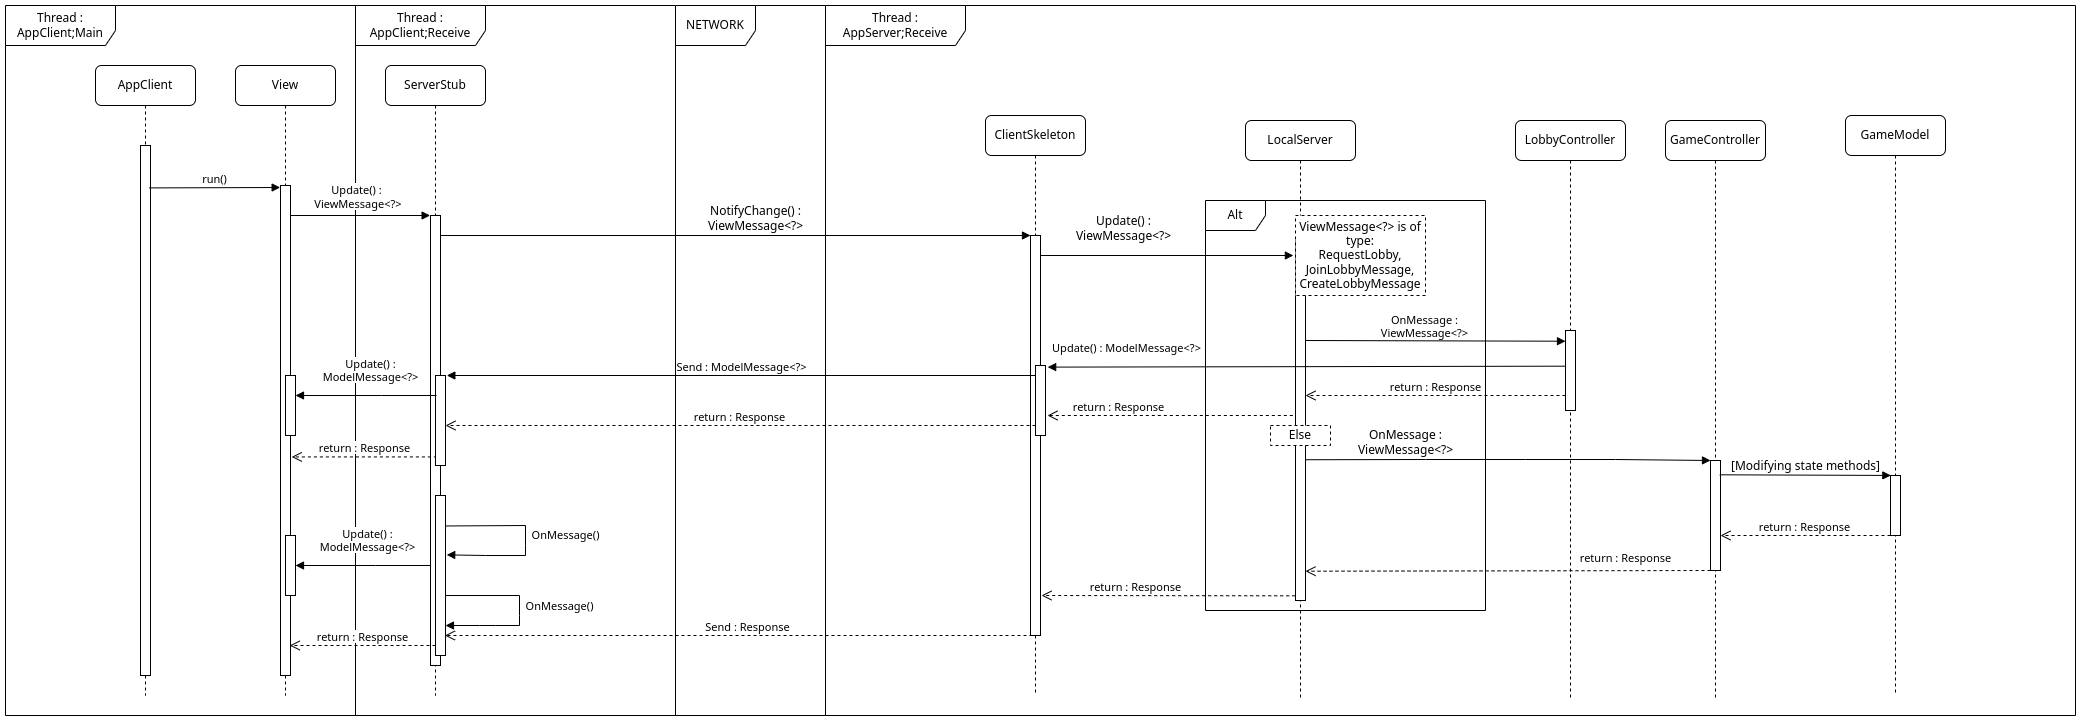 Thread :
AppClient;Main
Thread :
AppClient;Receive
NETWORK
Thread :
AppServer;Receive
AppClient
View
ServerStub
ClientSkeleton
LocalServer
LobbyController
GameController
GameModel
run()
Update() :
ViewMessage<?>
NotifyChange() :
ViewMessage<?>
Update() :
ViewMessage<?>
Alt
ViewMessage<?> is of
type:
RequestLobby,
JoinLobbyMessage,
CreateLobbyMessage
OnMessage :
ViewMessage<?>
Update() : ModelMessage<?>
Send : ModelMessage<?>
Update() :
ModelMessage<?>
return : Response
return : Response
return : Response
return : Response
Else
OnMessage :
ViewMessage<?>
[Modifying state methods]
return : Response
return : Response
OnMessage()
Update() :
ModelMessage<?>
return : Response
OnMessage()
Send : Response
return : Response